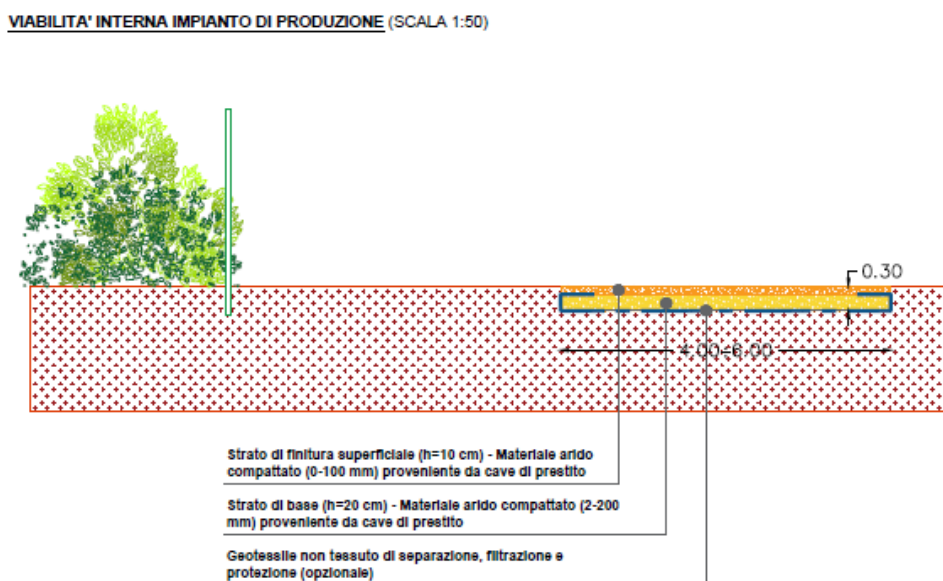 VIABILITA' INTERNA IMPIANTO DI PRODUZIONE (SCALA 1:50)
0.30
4.00÷6.00
Strato di finitura superficiale (h=10 cm) - Materiale arido
compattato (0-100 mm) proveniente da cave di prestito
Strato di base (h=20 cm) - Materiale arido compattato (2-200
mm) proveniente da cave di prestito
Geotessile non tessuto di separazione, filtrazione e
protezione (opzionale)